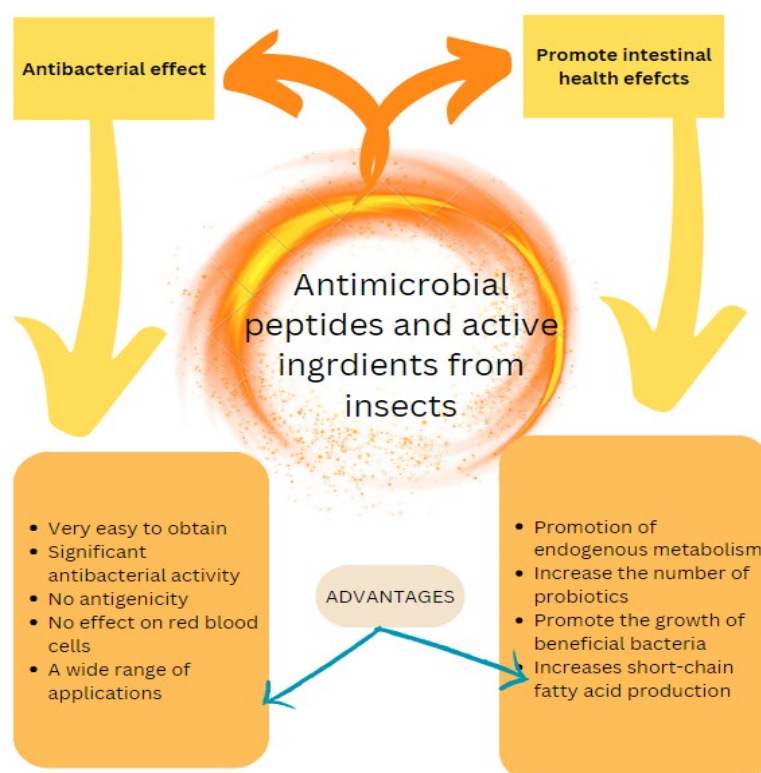 Antibacterial effect
Promote intestinal
health efefcts
Antimicrobial
peptides and active
ingrdients from
insects
• Very easy to obtain
• Significant
antibacterial activity
• No antigenicity
• No effect on red blood
cells
• A wide range of
applications
ADVANTAGES
• Promotion of
endogenous metabolism
• Increase the number of
probiotics
• Promote the growth of
beneficial bacteria
• Increases short-chain
fatty acid production